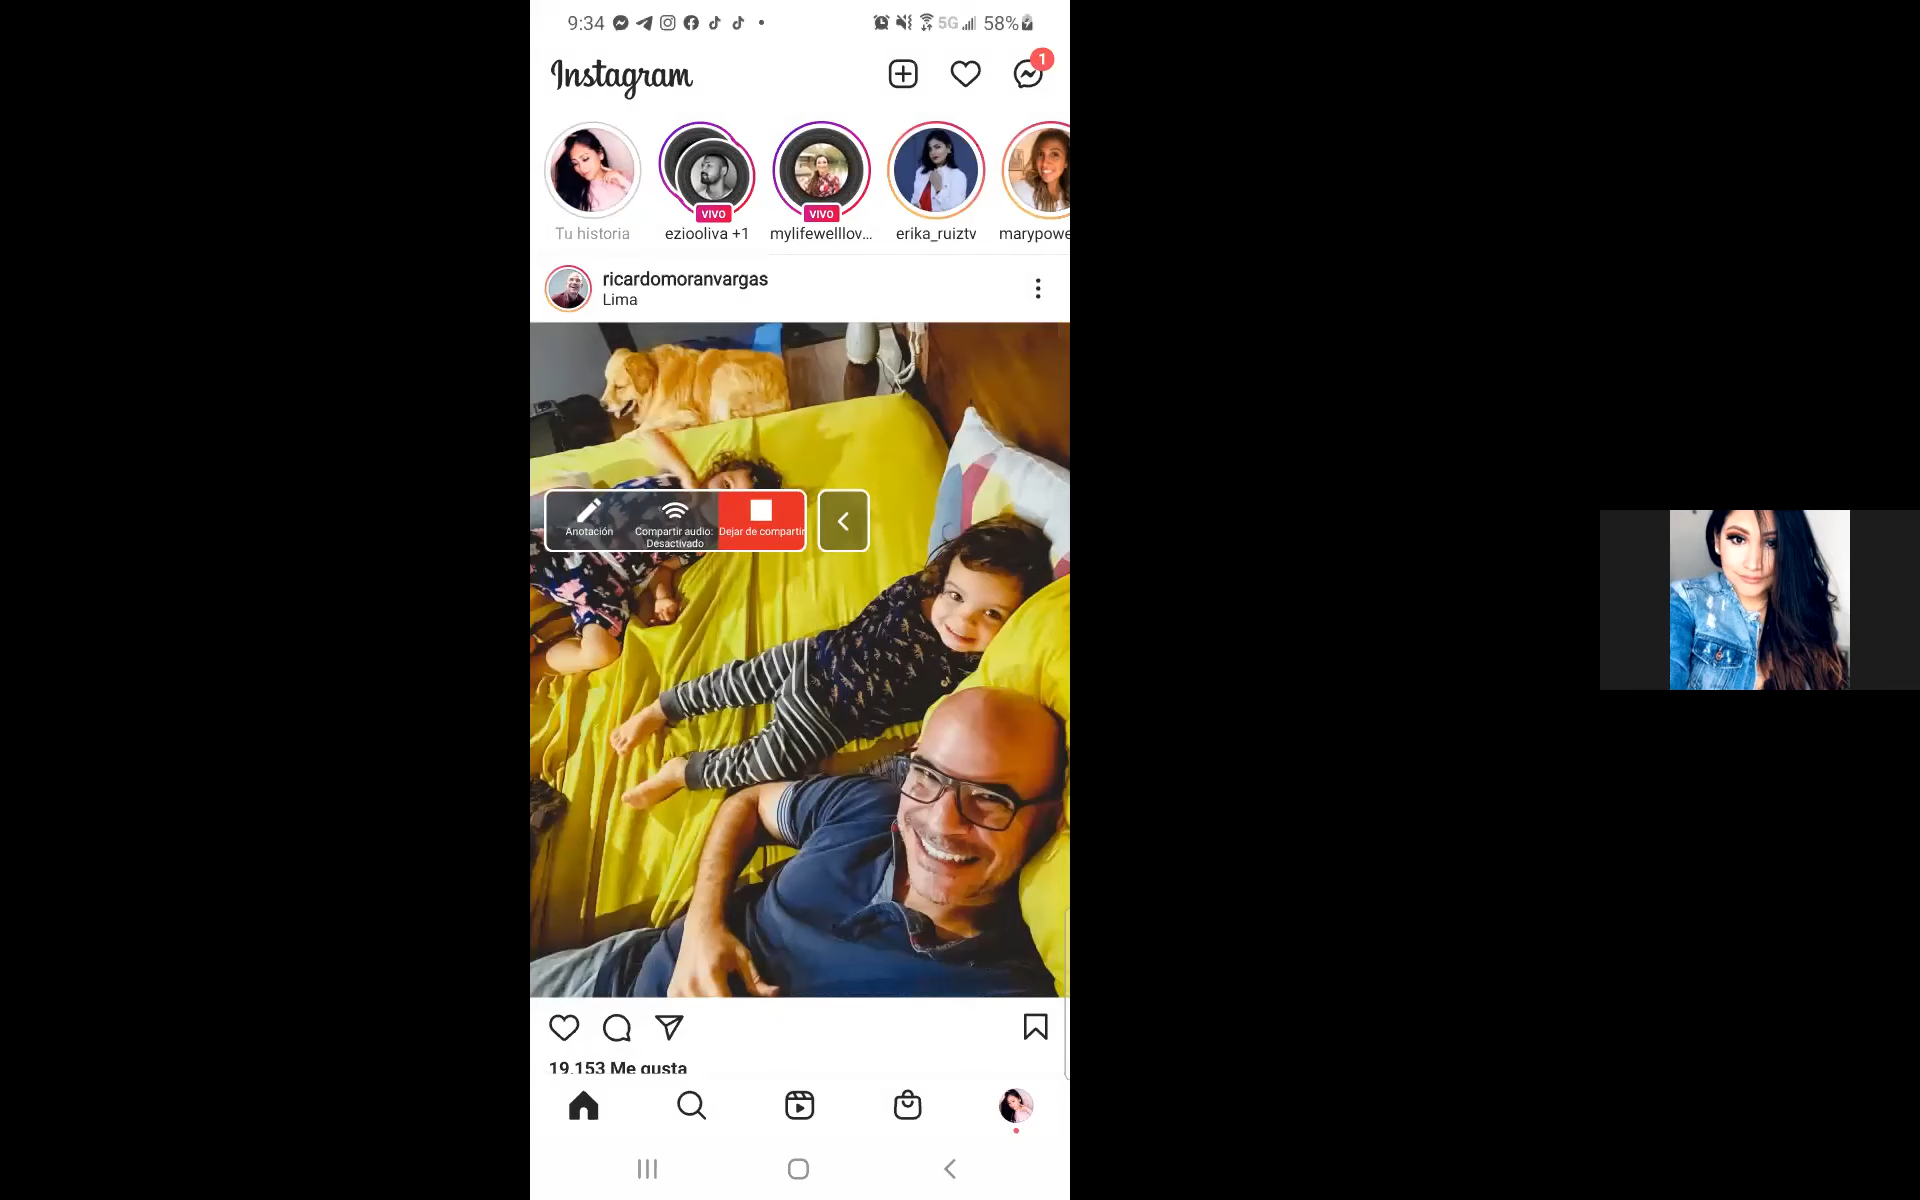 9:34
5G 58%
Instagram
1
VIVO
VIVO
Tu historia
eziooliva +1
mylifewelllov...
erika_ruiztv
marypowe
ricardomoranvargas
Lima
Anotación
Compartir audio:
Desactivado
Dejar de compartir
19.153 Me gusta